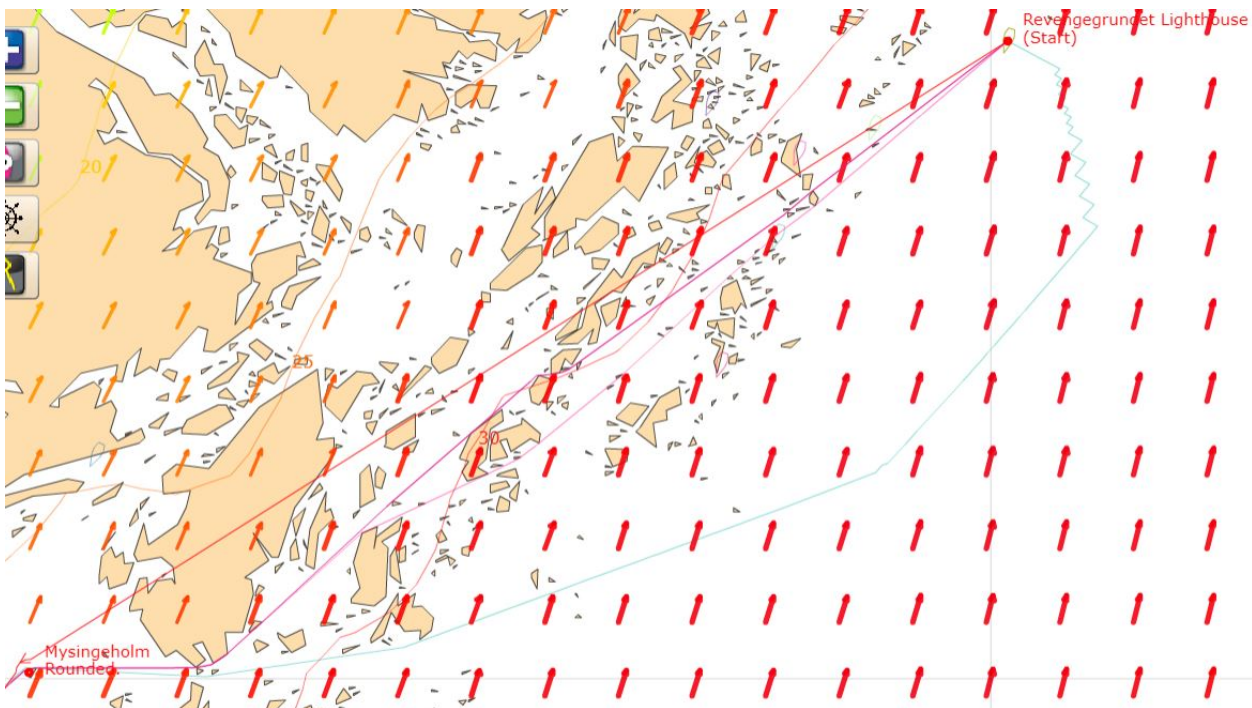 Revengegrundet Lighthouse
(Start)
20
25
30
Mysingeholm
Rounded.